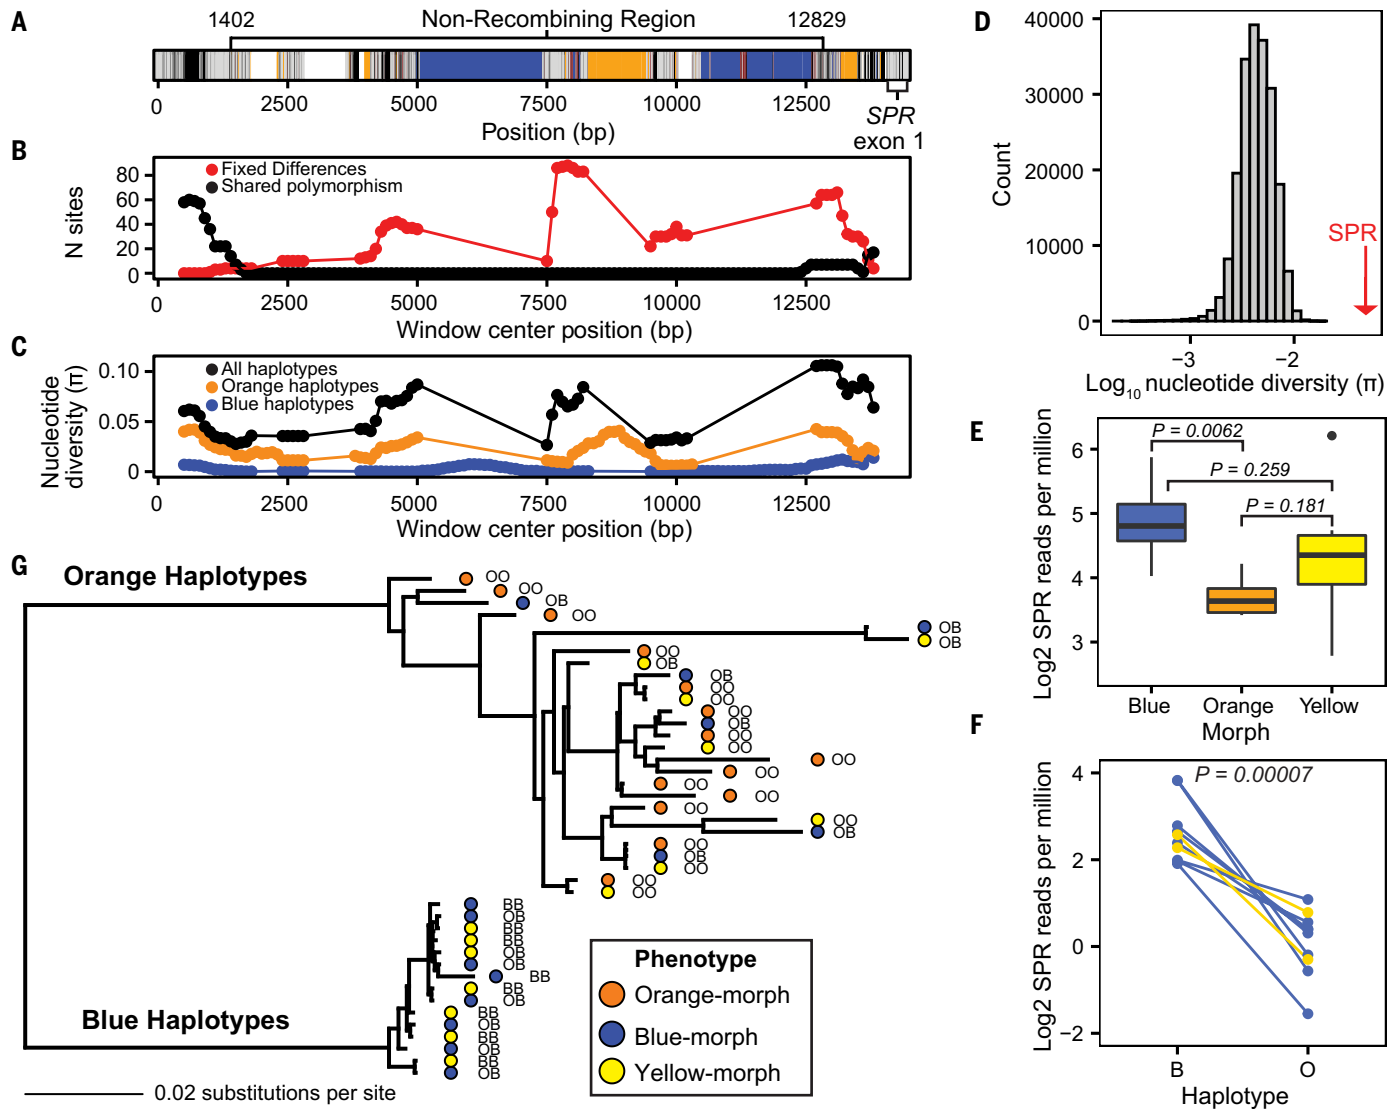 A
1402
Non-Recombining Region
12829
0
2500
5000
7500
10000
12500
Position (bp)
SPR
exon 1
B
Fixed Differences
Shared polymorphism
N sites
80
60
40
20
0
0
2500
5000
7500
10000
12500
Window center position (bp)
C
All haplotypes
Orange haplotypes
Blue haplotypes
Nucleotide
diversity (π)
0.10
0.05
0
0
2500
5000
7500
10000
12500
Window center position (bp)
D
Count
40000
30000
20000
10000
0
SPR
−3
−2
Log10 nucleotide diversity (π)
E
Log2 SPR reads per million
6
5
4
3
P = 0.0062
P = 0.259
P = 0.181
Blue
Orange
Yellow
Morph
F
Log2 SPR reads per million
4
2
0
−2
P = 0.00007
B
O
Haplotype
G
Orange Haplotypes
OO
OO
OB
OO
OB
OB
OO
OB
OB
OO
OO
OO
OB
OO
OO
OO
OO
OO
OO
OO
OO
OB
OO
OB
OO
OO
OO
Blue Haplotypes
BB
OB
BB
BB
OB
OB
BB
BB
OB
BB
OB
BB
OB
BB
OB
0.02 substitutions per site
Phenotype
Orange-morph
Blue-morph
Yellow-morph